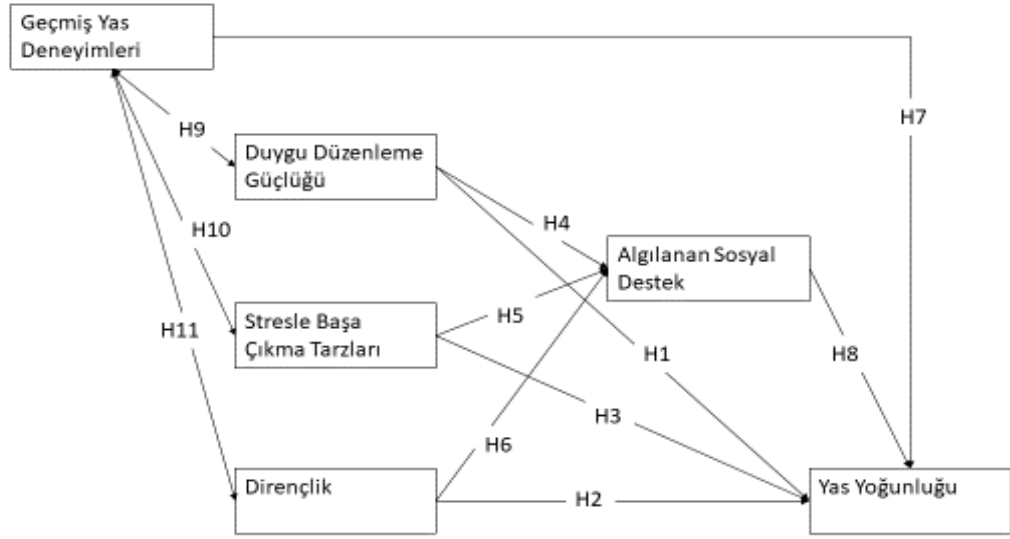 Geçmiş Yas
Deneyimleri
H7
H9
Duygu Düzenleme
Güçlüğü
H4
H10
Algılanan Sosyal
Destek
Stresle Başa
Çıkma Tarzları
H5
H11
H1
H8
H3
H6
Dirençlik
H2
Yas Yoğunluğu